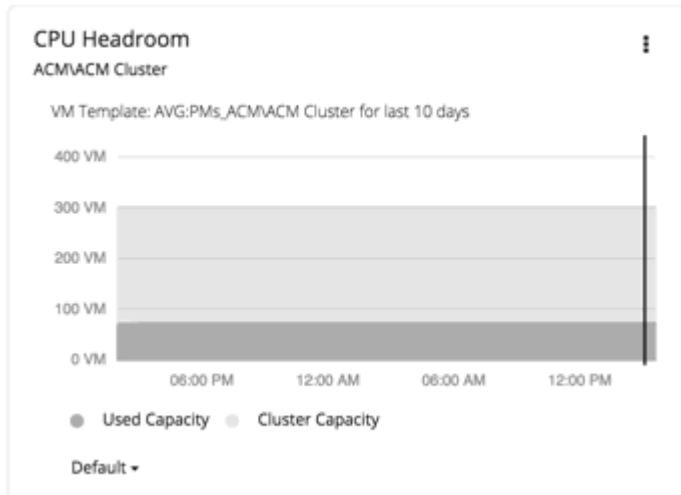 CPU Headroom
ACM\ACM Cluster
VM Template: AVG:PMs_ACM\ACM Cluster for last 10 days
400 VM
300 VM
200 VM
100 VM
0 VM
06:00 PM 12:00 AM 06:00 AM 12:00 PM
Used Capacity Cluster Capacity
Default